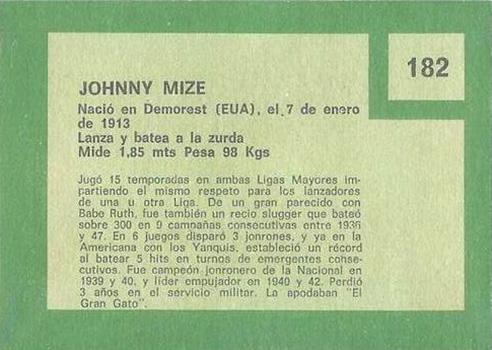 182
JOHNNY MIZE
Nació en Demorest (EUA), el 7 de enero
de 1913
Lanza y batea a la zurda
Mide 1,85 mts Pesa 98 Kgs
Jugó 15 temporadas en ambas Ligas Mayores im-
partiendo el mismo respeto para los lanzadores
de una u otra Liga. De un gran parecido con
Babe Ruth, fue también un recio slugger que bateó
sobre 300 en 9 campañas consecutivas entre 1936
y 47. En 6 juegos disparó 3 jonrones, y ya en la
Americana con los Yanquis, estableció un récord
al batear 5 hits en turnos de emergentes conse-
cutivos. Fue campeón jonronero de la Nacional en
1939 y 40, y líder empujador en 1940 y 42. Perdió
3 años en el servicio militar. La apodaban "El
Gran Gato".